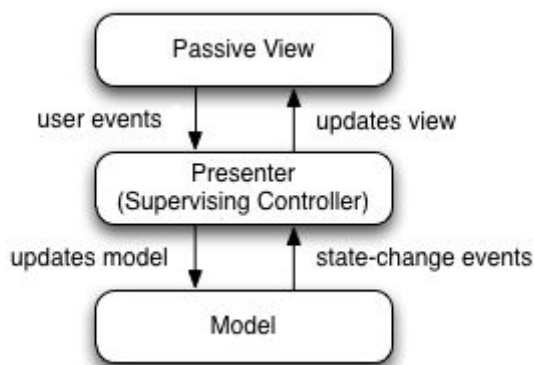 Passive View
user events
updates view
Presenter
(Supervising Controller)
updates model
state-change events
Model